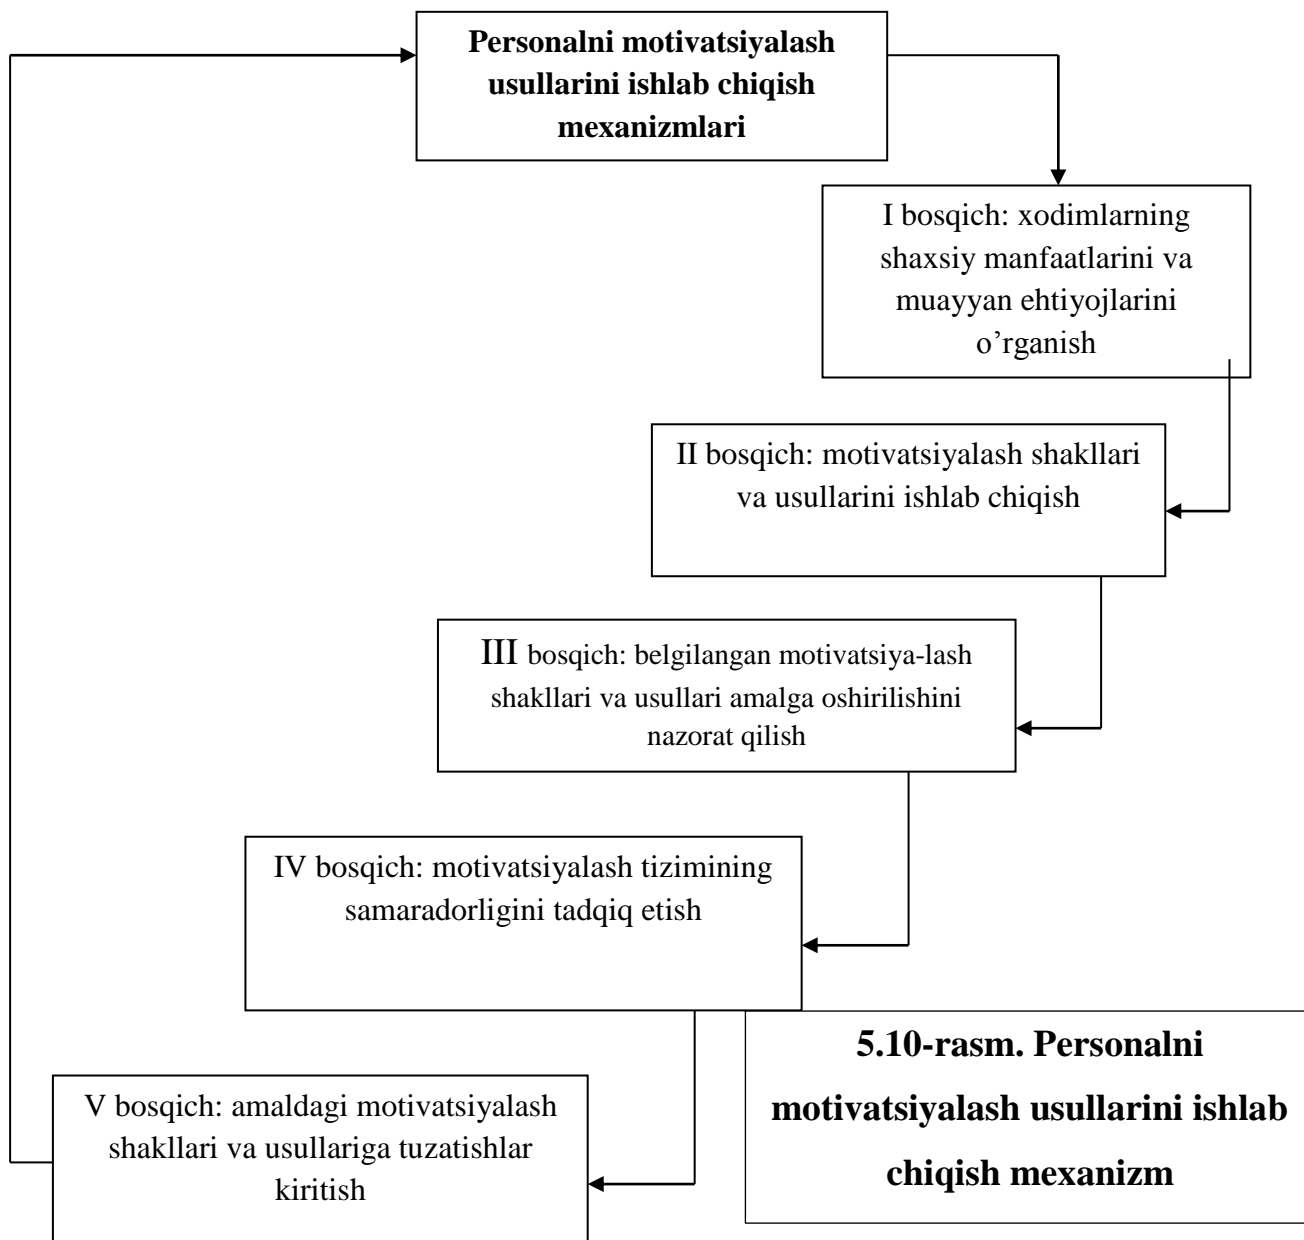 Personalni motivatsiyalash
usullarini ishlab chiqish
mexanizmlari
I bosqich: xodimlarning
shaxsiy manfaatlarini va
muayyan ehtiyojlarini
o’rganish
II bosqich: motivatsiyalash shakllari
va usullarini ishlab chiqish
III bosqich: belgilangan motivatsiya-lash
shakllari va usullari amalga oshirilishini
nazorat qilish
IV bosqich: motivatsiyalash tizimining
samaradorligini tadqiq etish
V bosqich: amaldagi motivatsiyalash
shakllari va usullariga tuzatishlar
kiritish
5.10-rasm. Personalni
motivatsiyalash usullarini ishlab
chiqish mexanizm